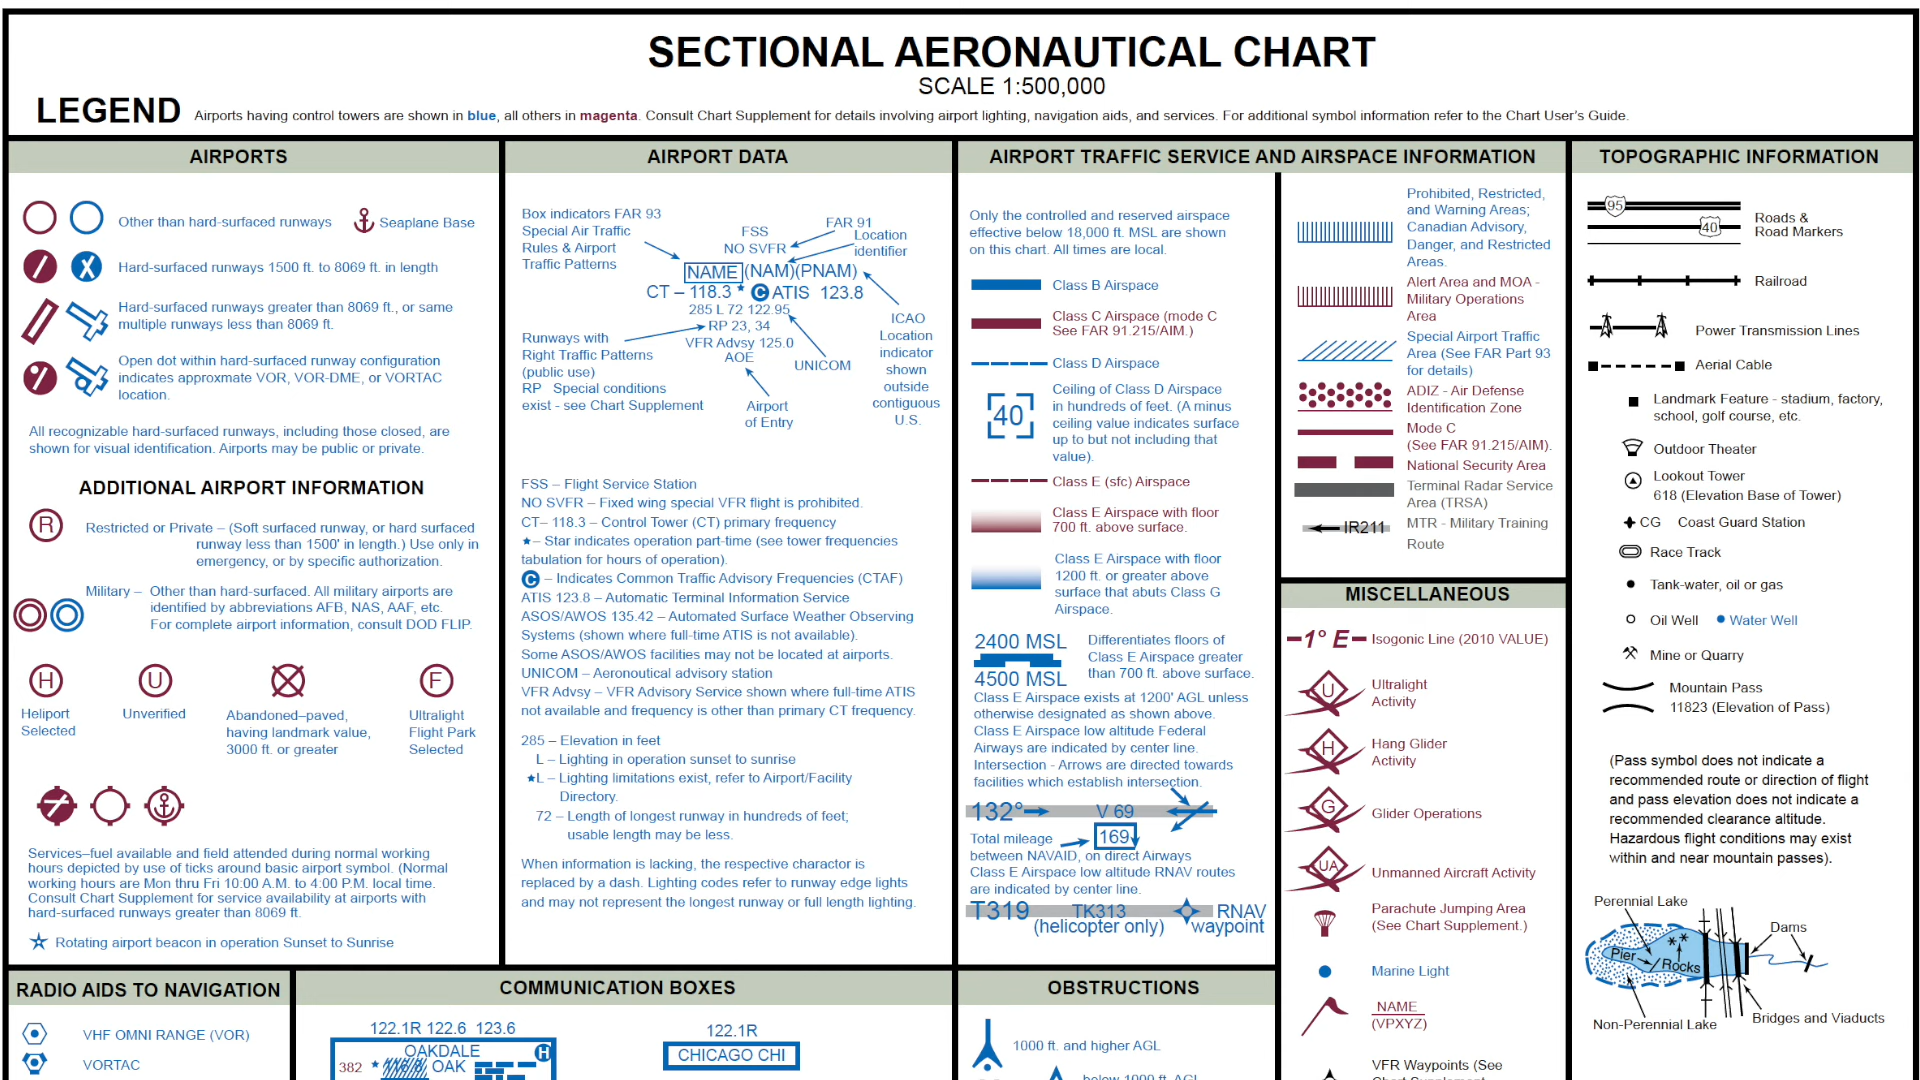 SECTIONAL AERONAUTICAL CHART
SCALE 1:500,000
LEGEND Airports having control towers are shown in blue, all others in magenta. Consult Chart Supplement for details involving airport lighting, navigation aids, and services. For additional symbol information refer to the Chart User's Guide.
AIRPORTS
Other than hard-surfaced runways
Seaplane Base
Hard-surfaced runways 1500 ft. to 8069 ft. in length
Hard-surfaced runways greater than 8069 ft., or same
multiple runways less than 8069 ft.
Open dot within hard-surfaced runway configuration
indicates approxmate VOR, VOR-DME, or VORTAC
location.
All recognizable hard-surfaced runways, including those closed, are
shown for visual identification. Airports may be public or private.
ADDITIONAL AIRPORT INFORMATION
R
Restricted or Private – (Soft surfaced runway, or hard surfaced
runway less than 1500' in length.) Use only in
emergency, or by specific authorization.
Military – Other than hard-surfaced. All military airports are
identified by abbreviations AFB, NAS, AAF, etc.
For complete airport information, consult DOD FLIP.
H
U
F
Heliport
Selected
Unverified
Abandoned–paved,
having landmark value,
3000 ft. or greater
Ultralight
Flight Park
Selected
Services–fuel available and field attended during normal working
hours depicted by use of ticks around basic airport symbol. (Normal
working hours are Mon thru Fri 10:00 A.M. to 4:00 P.M. local time.
Consult Chart Supplement for service availability at airports with
hard-surfaced runways greater than 8069 ft.
Rotating airport beacon in operation Sunset to Sunrise
AIRPORT DATA
Box indicators FAR 93
Special Air Traffic
Rules & Airport
Traffic Patterns
FSS
NO SVFR
FAR 91
Location
identifier
NAME (NAM)(PNAM)
CT – 118.3 ★ C ATIS 123.8
285 L 72 122.95
RP 23, 34
VFR Advsy 125.0
AOE
Runways with
Right Traffic Patterns
(public use)
RP Special conditions
exist - see Chart Supplement
UNICOM
Airport
of Entry
ICAO
Location
indicator
shown
outside
contiguous
U.S.
FSS – Flight Service Station
NO SVFR – Fixed wing special VFR flight is prohibited.
CT– 118.3 – Control Tower (CT) primary frequency
★– Star indicates operation part-time (see tower frequencies
tabulation for hours of operation).
C – Indicates Common Traffic Advisory Frequencies (CTAF)
ATIS 123.8 – Automatic Terminal Information Service
ASOS/AWOS 135.42 – Automated Surface Weather Observing
Systems (shown where full-time ATIS is not available).
Some ASOS/AWOS facilities may not be located at airports.
UNICOM – Aeronoutical advisory station
VFR Advsy – VFR Advisory Service shown where full-time ATIS
not available and frequency is other than primary CT frequency.
285 – Elevation in feet
L – Lighting in operation sunset to sunrise
★L – Lighting limitations exist, refer to Airport/Facility
Directory.
72 – Length of longest runway in hundreds of feet;
usable length may be less.
When information is lacking, the respective charactor is
replaced by a dash. Lighting codes refer to runway edge lights
and may not represent the longest runway or full length lighting.
AIRPORT TRAFFIC SERVICE AND AIRSPACE INFORMATION
Only the controlled and reserved airspace
effective below 18,000 ft. MSL are shown
on this chart. All times are local.
Class B Airspace
Class C Airspace (mode C
See FAR 91.215/AIM.)
Class D Airspace
40
Ceiling of Class D Airspace
in hundreds of feet. (A minus
ceiling value indicates surface
up to but not including that
value).
Class E (sfc) Airspace
Class E Airspace with floor
700 ft. above surface.
Class E Airspace with floor
1200 ft. or greater above
surface that abuts Class G
Airspace.
2400 MSL
4500 MSL
Differentiates floors of
Class E Airspace greater
than 700 ft. above surface.
Class E Airspace exists at 1200' AGL unless
otherwise designated as shown above.
Class E Airspace low altitude Federal
Airways are indicated by center line.
Intersection - Arrows are directed towards
facilities which establish intersection.
132° V 69
Total mileage 169
between NAVAID, on direct Airways
Class E Airspace low altitude RNAV routes
are indicated by center line.
T319 TK313 RNAV
(helicopter only) waypoint
Prohibited, Restricted,
and Warning Areas;
Canadian Advisory,
Danger, and Restricted
Areas.
Alert Area and MOA -
Military Operations
Area
Special Airport Traffic
Area (See FAR Part 93
for details)
ADIZ - Air Defense
Identification Zone
Mode C
(See FAR 91.215/AIM).
National Security Area
Terminal Radar Service
Area (TRSA)
IR211
MTR - Military Training
Route
MISCELLANEOUS
1° E Isogonic Line (2010 VALUE)
U
Ultralight
Activity
H
Hang Glider
Activity
G
Glider Operations
UA
Unmanned Aircraft Activity
Parachute Jumping Area
(See Chart Supplement.)
Marine Light
NAME
(VPXYZ)
VFR Waypoints (See
TOPOGRAPHIC INFORMATION
95
40
Roads &
Road Markers
Railroad
Power Transmission Lines
Aerial Cable
Landmark Feature - stadium, factory,
school, golf course, etc.
Outdoor Theater
Lookout Tower
618 (Elevation Base of Tower)
CG Coast Guard Station
Race Track
Tank-water, oil or gas
Oil Well
Water Well
Mine or Quarry
Mountain Pass
11823 (Elevation of Pass)
(Pass symbol does not indicate a
recommended route or direction of flight
and pass elevation does not indicate a
recommended clearance altitude.
Hazardous flight conditions may exist
within and near mountain passes).
Perennial Lake
Dams
Pier
Rocks
Non-Perennial Lake
Bridges and Viaducts
RADIO AIDS TO NAVIGATION
VHF OMNI RANGE (VOR)
VORTAC
COMMUNICATION BOXES
122.1R 122.6 123.6
OAKDALE
H
382 ★ OAK
122.1R
CHICAGO CHI
OBSTRUCTIONS
1000 ft. and higher AGL
below 1000 ft. AGL